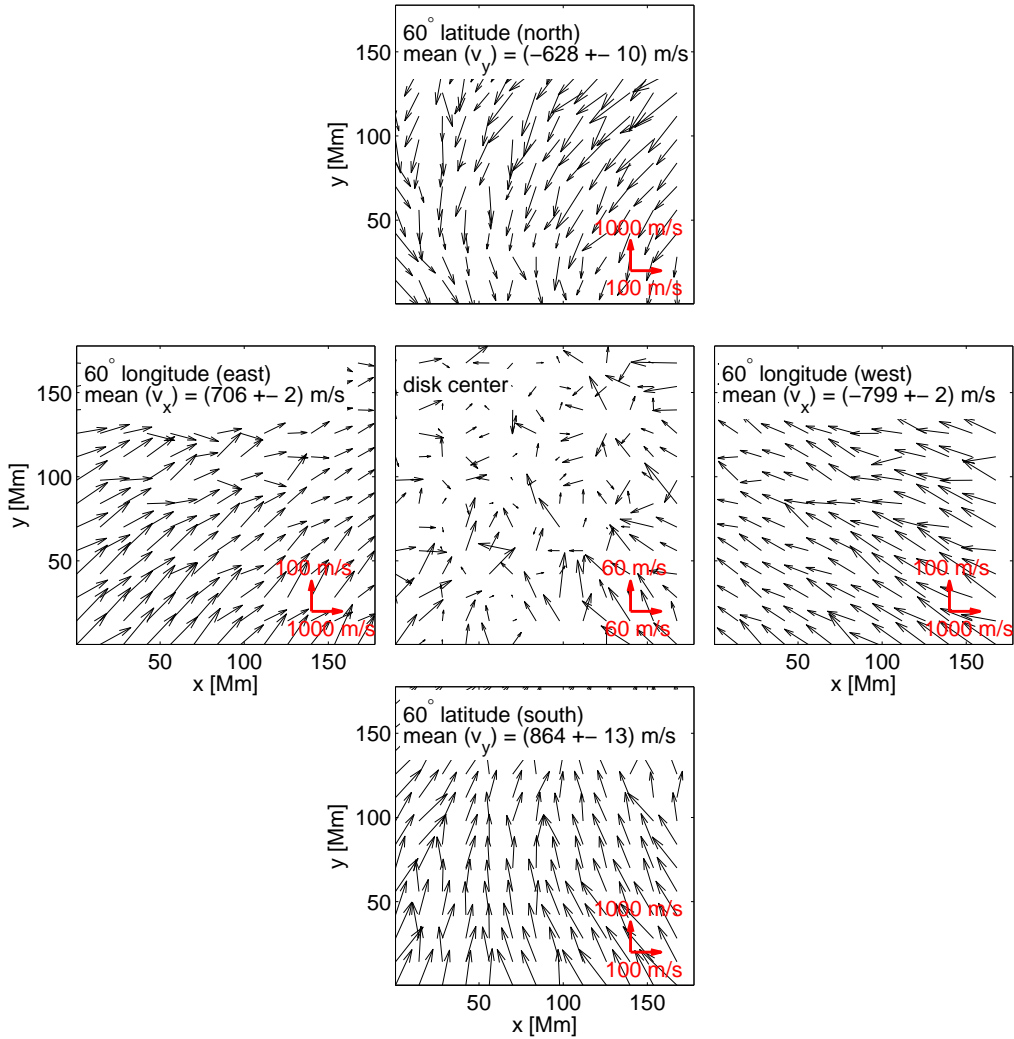 60° latitude (north)
mean (v_y) = (−628 +− 10) m/s
150
100
50
y [Mm]
1000 m/s
100 m/s
60° longitude (east)
mean (v_x) = (706 +− 2) m/s
150
100
50
y [Mm]
100 m/s
1000 m/s
50 100 150
x [Mm]
disk center
60 m/s
60 m/s
60° longitude (west)
mean (v_x) = (−799 +− 2) m/s
100 m/s
1000 m/s
50 100 150
x [Mm]
60° latitude (south)
mean (v_y) = (864 +− 13) m/s
150
100
50
y [Mm]
1000 m/s
100 m/s
50 100 150
x [Mm]